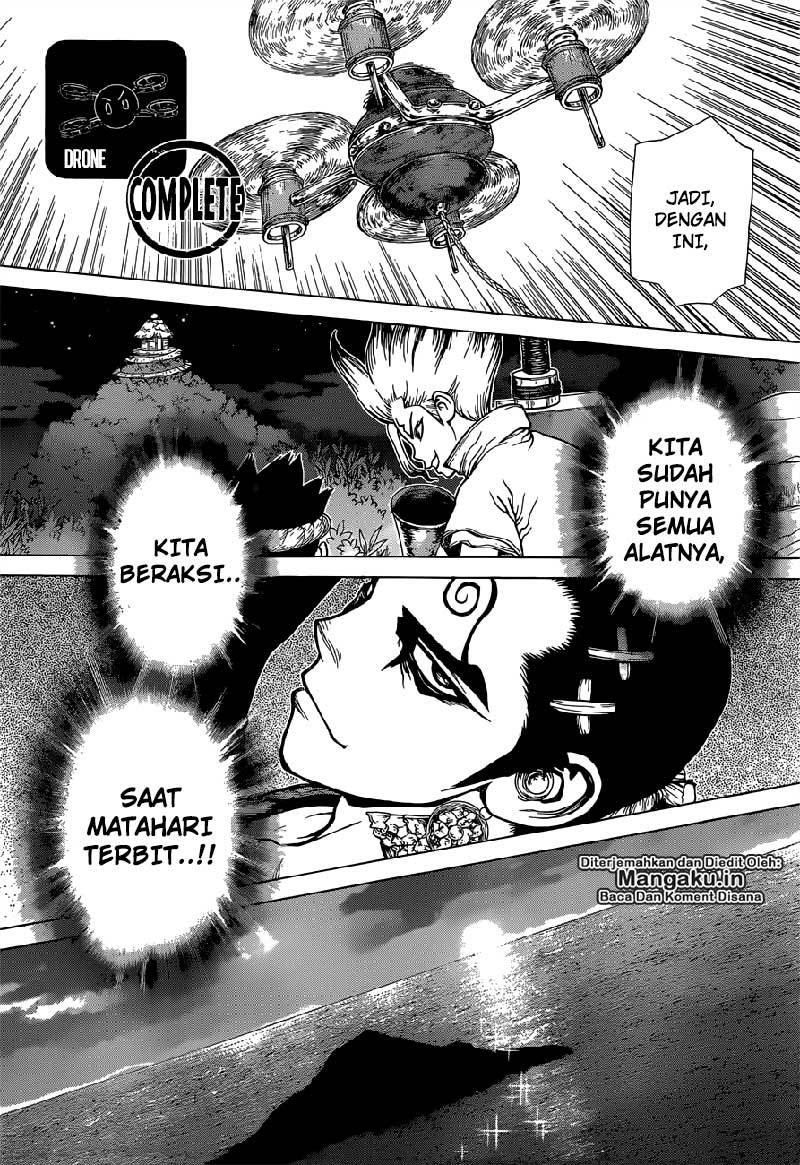 DRONE
COMPLETE
JADI,
DENGAN
INI,
KITA
SUDAH
PUNYA
SEMUA
ALATNYA,
KITA
BERAKSI..
SAAT
MATAHARI
TERBIT..!!
Diterjemahkan dan Diedit Oleh:
Mangaku.in
Baca Dan Koment Disana